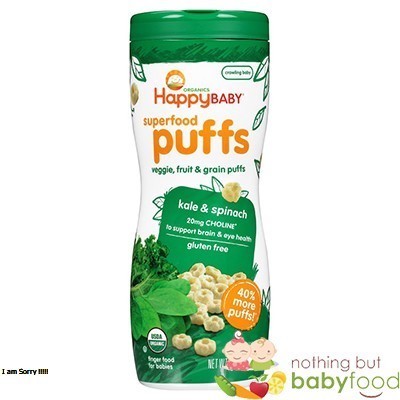 crawling baby
ORGANICS
HappyBABY
superfood
puffs
veggie, fruit & grain puffs
kale & spinach
20mg CHOLINE*
to support brain & eye health
gluten free
40%
more
puffs!
USDA
ORGANIC
finger food
for babies
NET
I am Sorry !!!!!
nothing but
babyfood